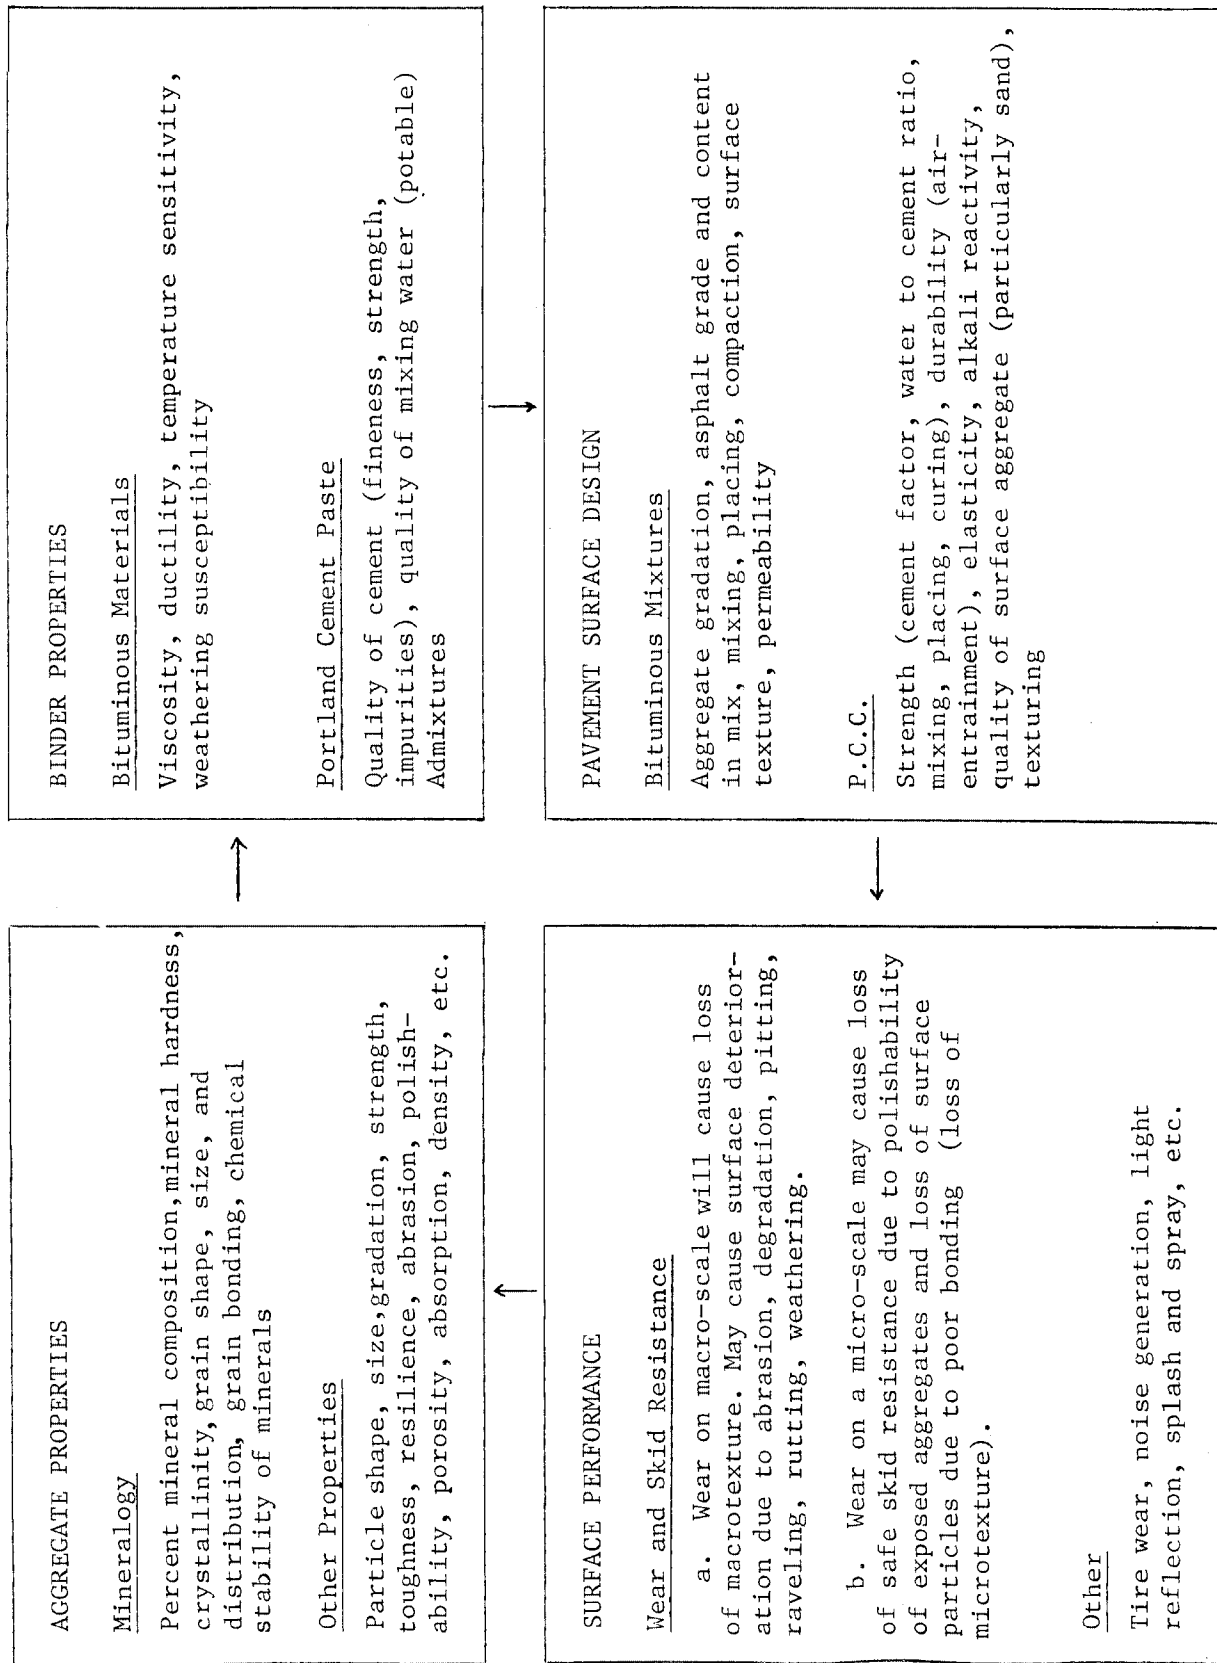 AGGREGATE PROPERTIES
Mineralogy
Percent mineral composition, mineral hardness,
crystallinity, grain shape, size, and
distribution, grain bonding, chemical
stability of minerals
Other Properties
Particle shape, size, gradation, strength,
toughness, resilience, abrasion, polish-
ability, porosity, absorption, density, etc.
BINDER PROPERTIES
Bituminous Materials
Viscosity, ductility, temperature sensitivity,
weathering susceptibility
Portland Cement Paste
Quality of cement (fineness, strength,
impurities), quality of mixing water (potable)
Admixtures
SURFACE PERFORMANCE
Wear and Skid Resistance
a. Wear on macro-scale will cause loss
of macrotexture. May cause surface deterior-
ation due to abrasion, degradation, pitting,
raveling, rutting, weathering.
b. Wear on a micro-scale may cause loss
of safe skid resistance due to polishability
of exposed aggregates and loss of surface
particles due to poor bonding (loss of
microtexture).
Other
Tire wear, noise generation, light
reflection, splash and spray, etc.
PAVEMENT SURFACE DESIGN
Bituminous Mixtures
Aggregate gradation, asphalt grade and content
in mix, mixing, placing, compaction, surface
texture, permeability
P.C.C.
Strength (cement factor, water to cement ratio,
mixing, placing, curing), durability (air-
entrainment), elasticity, alkali reactivity,
quality of surface aggregate (particularly sand),
texturing